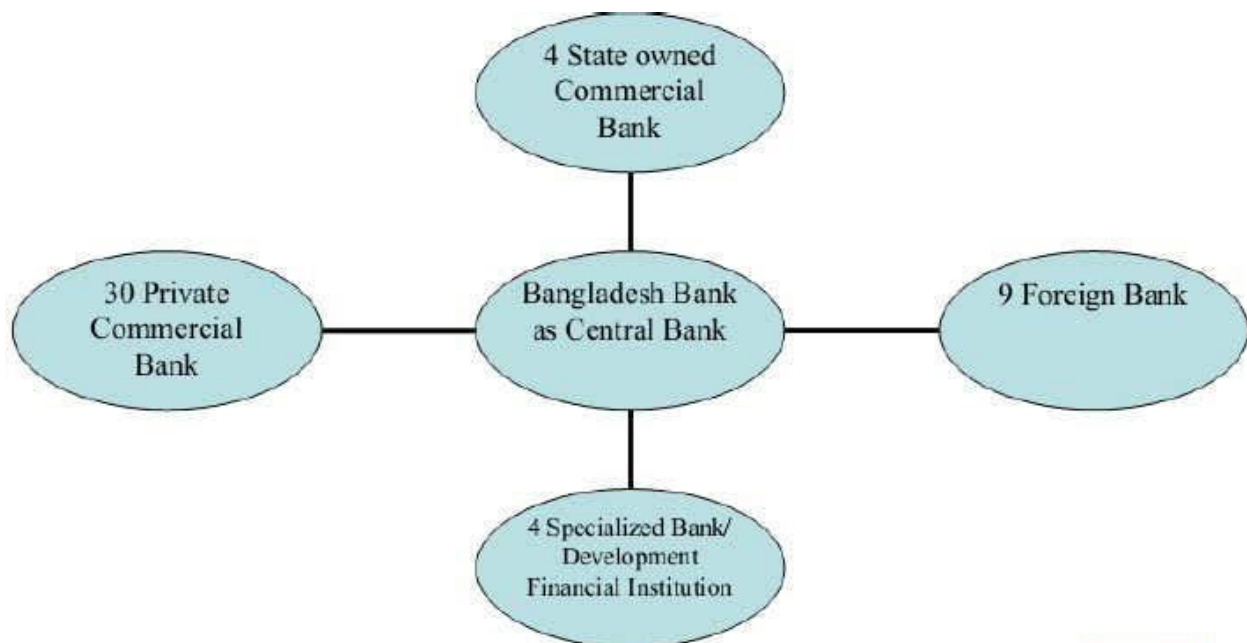 4 State owned
Commercial
Bank
30 Private
Commercial
Bank
Bangladesh Bank
as Central Bank
9 Foreign Bank
4 Specialized Bank/
Development
Financial Institution